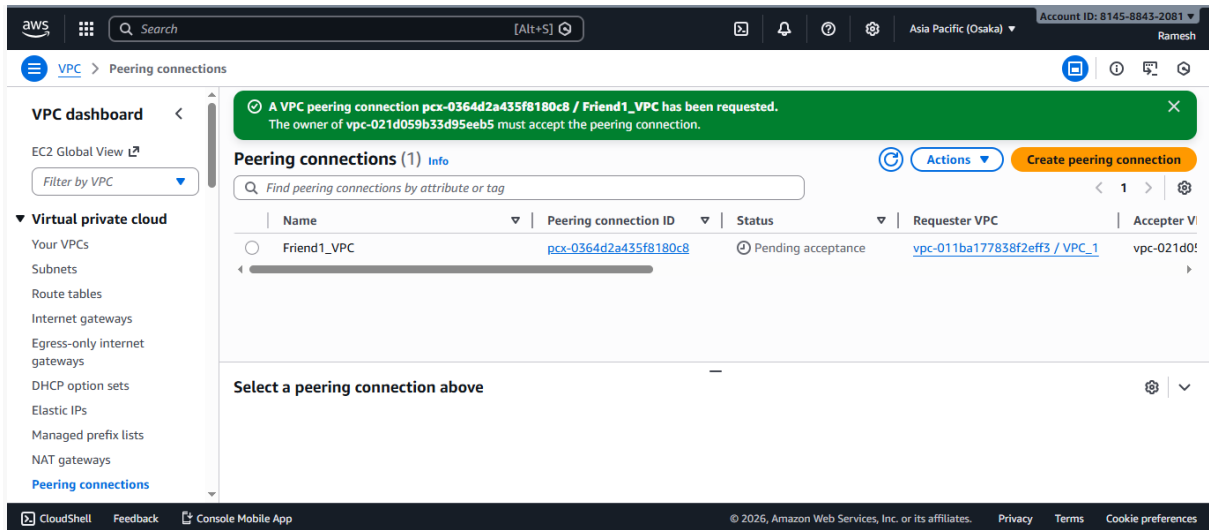 aws
Search [Alt+S]
Asia Pacific (Osaka) ▼
Account ID: 8145-8843-2081 ▼
Ramesh
VPC > Peering connections
VPC dashboard
EC2 Global View
Filter by VPC
▼ Virtual private cloud
Your VPCs
Subnets
Route tables
Internet gateways
Egress-only internet
gateways
DHCP option sets
Elastic IPs
Managed prefix lists
NAT gateways
Peering connections
A VPC peering connection pcx-0364d2a435f8180c8 / Friend1_VPC has been requested.
The owner of vpc-021d059b33d95eeb5 must accept the peering connection.
Peering connections (1) Info
Actions ▼
Create peering connection
Find peering connections by attribute or tag
< 1 >
Name Peering connection ID Status Requester VPC Accepter V
Friend1_VPC pcx-0364d2a435f8180c8 Pending acceptance vpc-011ba177838f2eff3 / VPC_1 vpc-021d05
Select a peering connection above
CloudShell Feedback Console Mobile App © 2026, Amazon Web Services, Inc. or its affiliates. Privacy Terms Cookie preferences